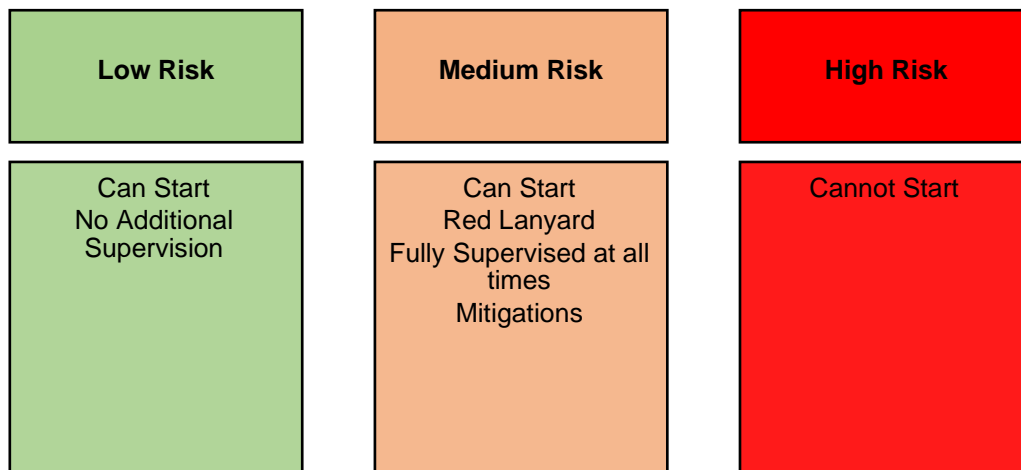 Low Risk
Medium Risk
High Risk
Can Start
No Additional
Supervision
Can Start
Red Lanyard
Fully Supervised at all
times
Mitigations
Cannot Start